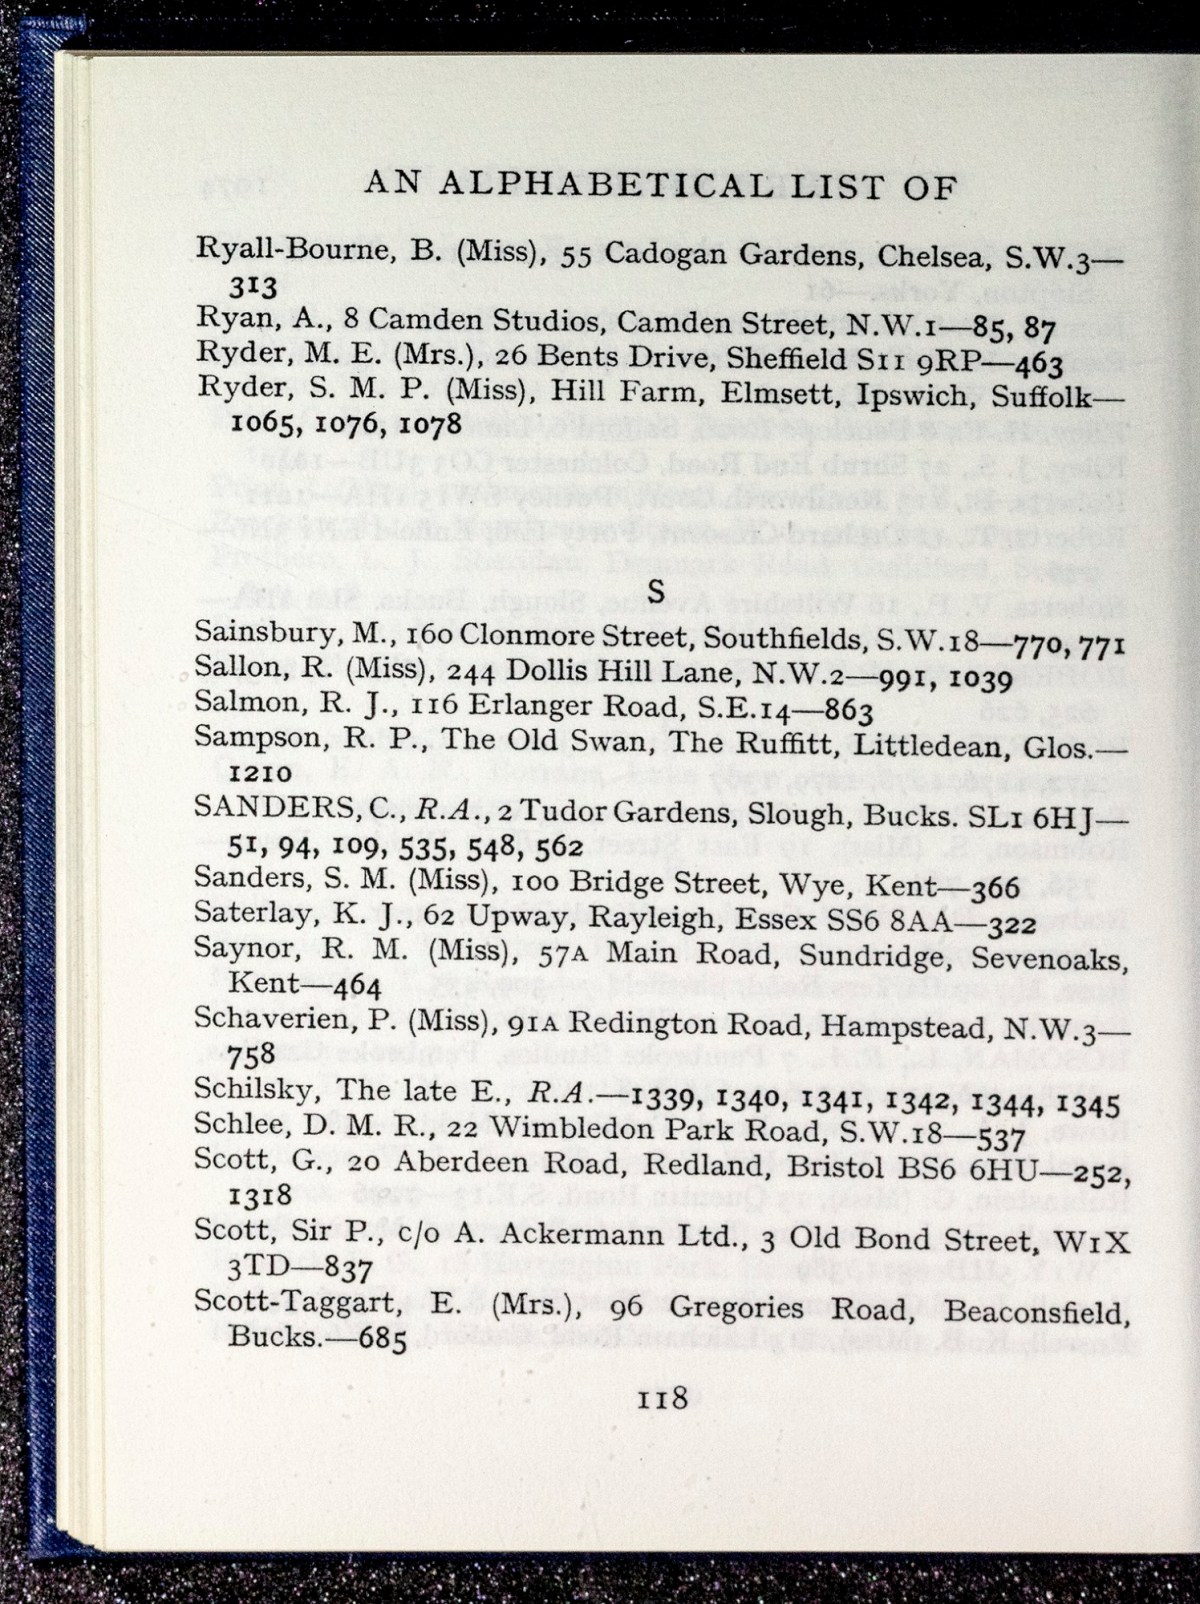 AN ALPHABETICAL LIST OF
Ryall-Bourne, B. (Miss), 55 Cadogan Gardens, Chelsea, S.W.3—
313
Ryan, A., 8 Camden Studios, Camden Street, N.W.1—85, 87
Ryder, M. E. (Mrs.), 26 Bents Drive, Sheffield S11 9RP—463
Ryder, S. M. P. (Miss), Hill Farm, Elmsett, Ipswich, Suffolk—
1065, 1076, 1078
S
Sainsbury, M., 160 Clonmore Street, Southfields, S.W.18—770, 771
Sallon, R. (Miss), 244 Dollis Hill Lane, N.W.2—991, 1039
Salmon, R. J., 116 Erlanger Road, S.E.14—863
Sampson, R. P., The Old Swan, The Ruffitt, Littledean, Glos.—
1210
SANDERS, C., R.A., 2 Tudor Gardens, Slough, Bucks. SL1 6HJ—
51, 94, 109, 535, 548, 562
Sanders, S. M. (Miss), 100 Bridge Street, Wye, Kent—366
Saterlay, K. J., 62 Upway, Rayleigh, Essex SS6 8AA—322
Saynor, R. M. (Miss), 57A Main Road, Sundridge, Sevenoaks,
Kent—464
Schaverien, P. (Miss), 91A Redington Road, Hampstead, N.W.3—
758
Schilsky, The late E., R.A.—1339, 1340, 1341, 1342, 1344, 1345
Schlee, D. M. R., 22 Wimbledon Park Road, S.W.18—537
Scott, G., 20 Aberdeen Road, Redland, Bristol BS6 6HU—252,
1318
Scott, Sir P., c/o A. Ackermann Ltd., 3 Old Bond Street, W1X
3TD—837
Scott-Taggart, E. (Mrs.), 96 Gregories Road, Beaconsfield,
Bucks.—685
118